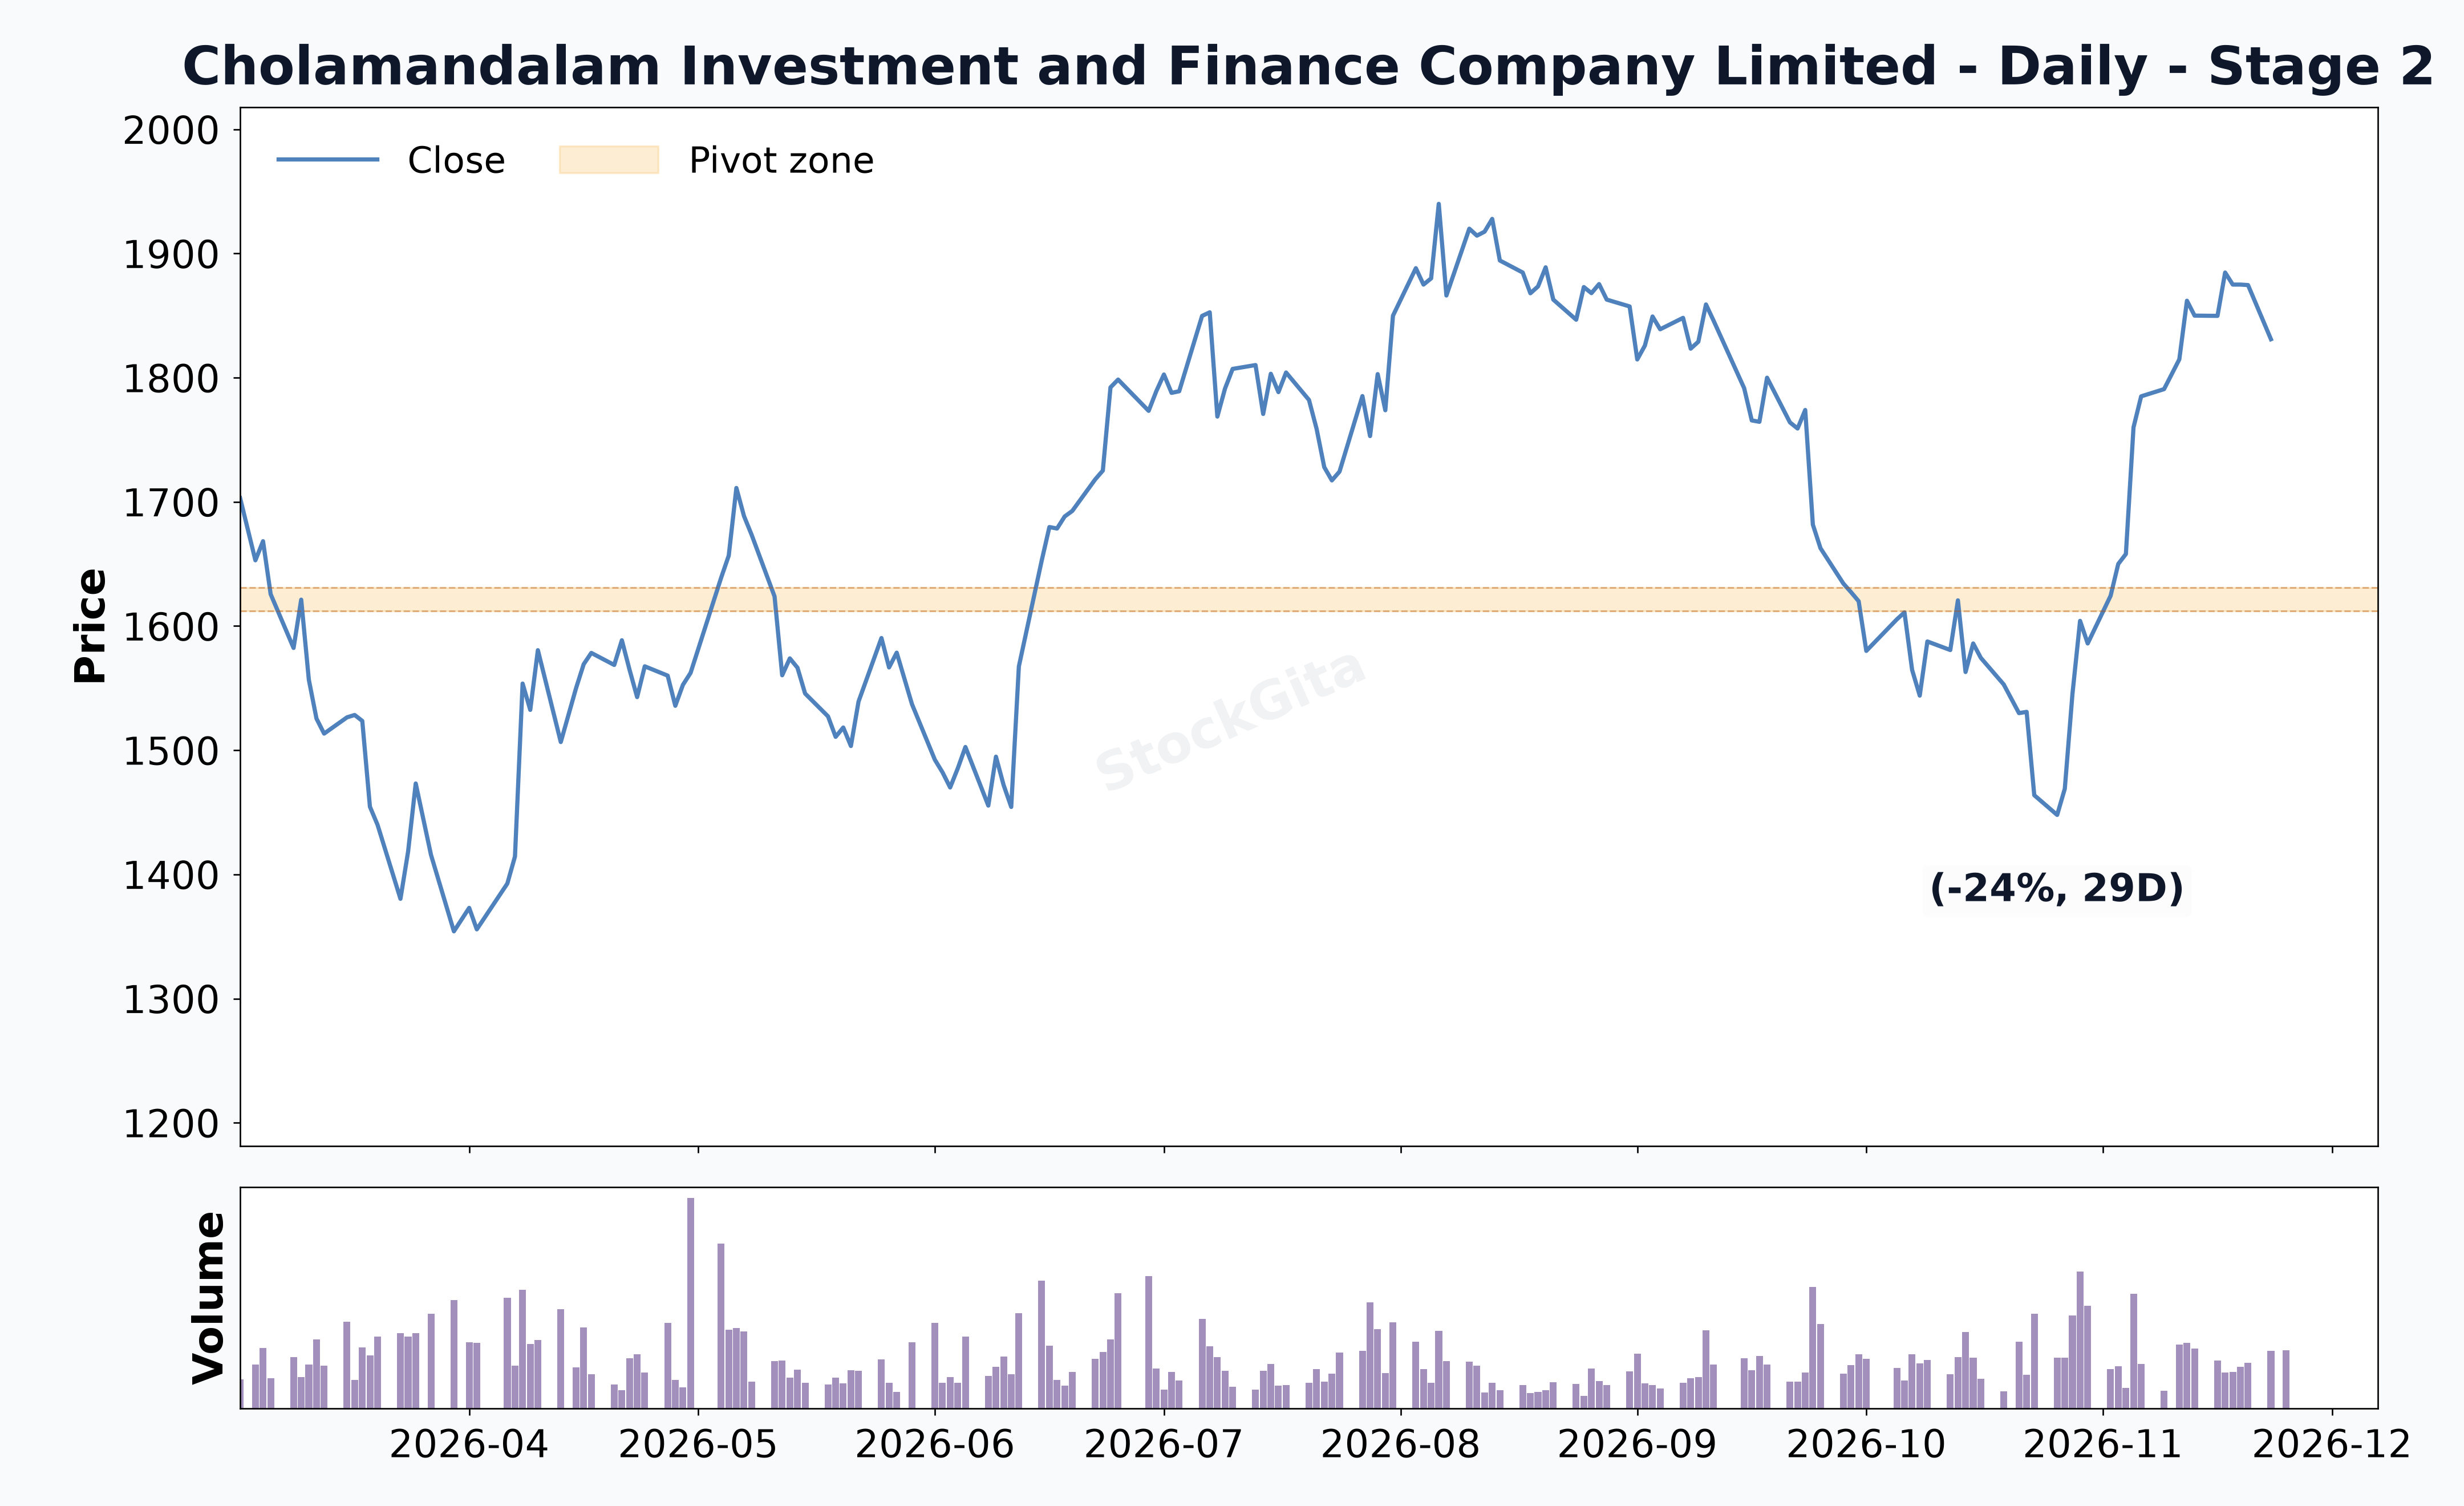 Cholamandalam Investment and Finance Company Limited - Daily - Stage 2
Close
Pivot zone
Price
2000
1900
1800
1700
1600
1500
1400
1300
1200
StockGita
(-24%, 29D)
Volume
2026-04
2026-05
2026-06
2026-07
2026-08
2026-09
2026-10
2026-11
2026-12